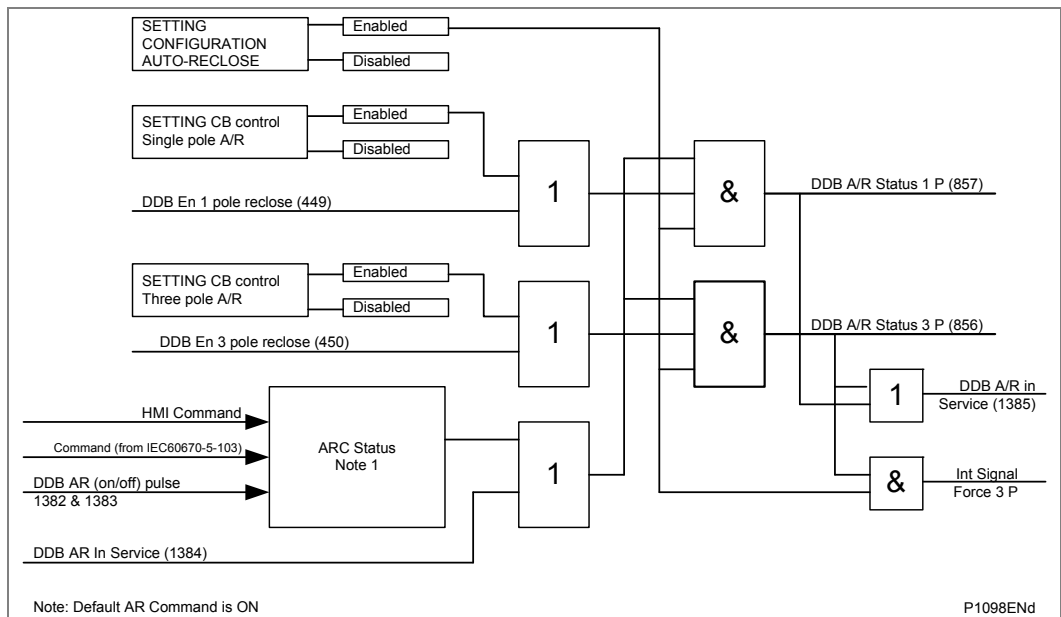 SETTING
CONFIGURATION
AUTO-RECLOSE
Enabled
Disabled
SETTING CB control
Single pole A/R
Enabled
Disabled
DDB En 1 pole reclose (449)
1
&
DDB A/R Status 1 P (857)
SETTING CB control
Three pole A/R
Enabled
Disabled
DDB En 3 pole reclose (450)
1
&
DDB A/R Status 3 P (856)
1
DDB A/R in
Service (1385)
HMI Command
Command (from IEC60670-5-103)
DDB AR (on/off) pulse
1382 & 1383
ARC Status
Note 1
1
&
Int Signal
Force 3 P
DDB AR In Service (1384)
Note: Default AR Command is ON
P1098ENd